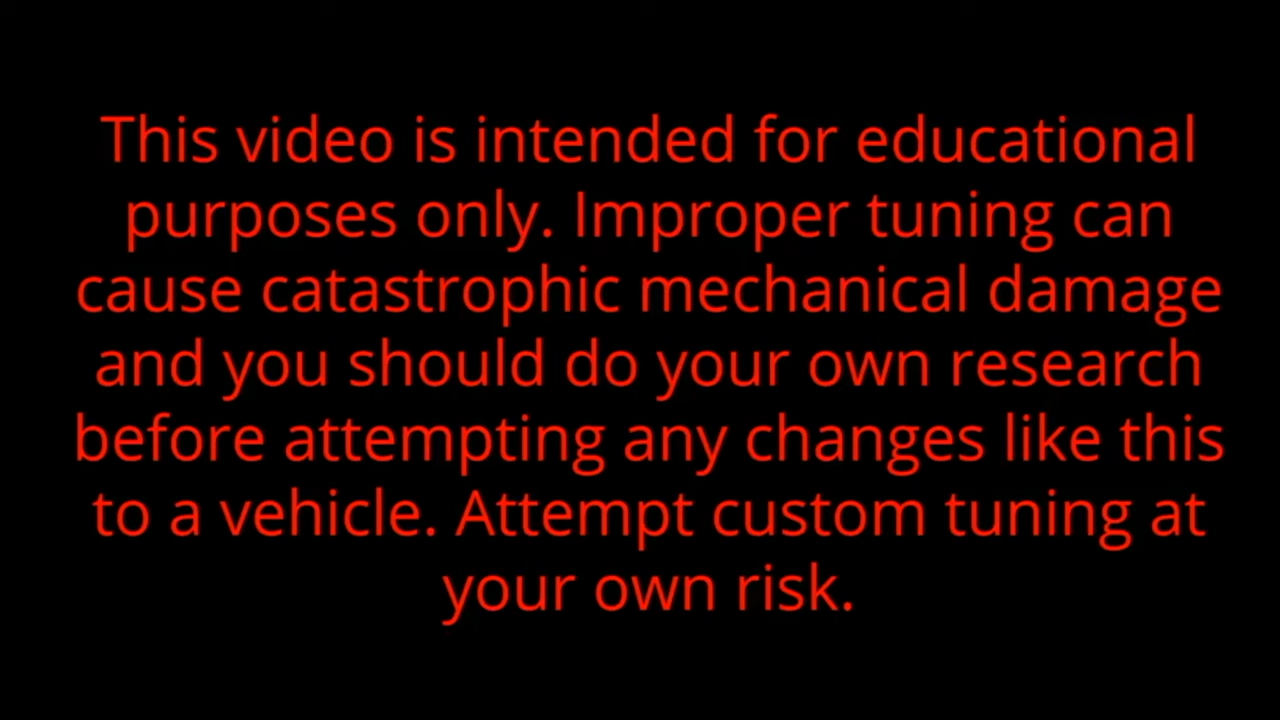 This video is intended for educational
purposes only. Improper tuning can
cause catastrophic mechanical damage
and you should do your own research
before attempting any changes like this
to a vehicle. Attempt custom tuning at
your own risk.